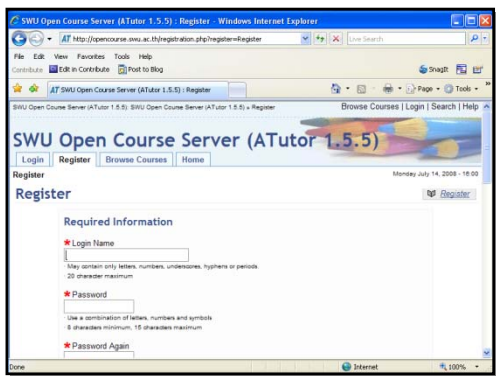 SWU Open Course Server (ATutor 1.5.5) : Register - Windows Internet Explorer
http://opencourse.swu.ac.th/registration.php?register=Register
Live Search
File Edit View Favorites Tools Help
Contribute Edit in Contribute Post to Blog
SnagIt
SWU Open Course Server (ATutor 1.5.5) : Register
Page Tools
SWU Open Course Server (ATutor 1.5.5): SWU Open Course Server (ATutor 1.5.5) » Register
Browse Courses | Login | Search | Help
SWU Open Course Server (ATutor 1.5.5)
Login Register Browse Courses Home
Register
Monday July 14, 2008 - 16:00
Register
Register
Required Information
* Login Name
· May contain only letters, numbers, underscores, hyphens or periods.
· 20 character maximum
* Password
· Use a combination of letters, numbers and symbols
· 8 characters minimum, 15 characters maximum
* Password Again
Done
Internet
100%